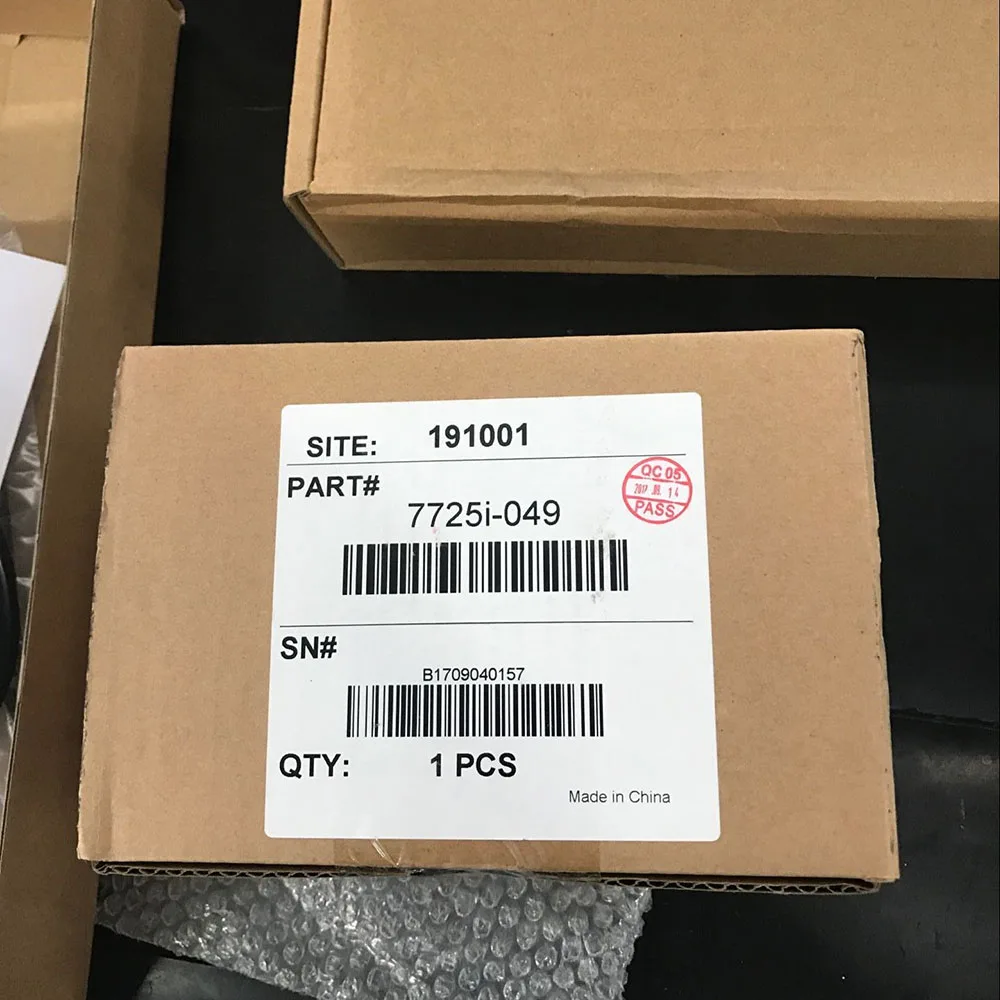 SITE: 191001
PART#
7725i-049
QC 05
PASS
SN#
B1709040157
QTY: 1 PCS
Made in China